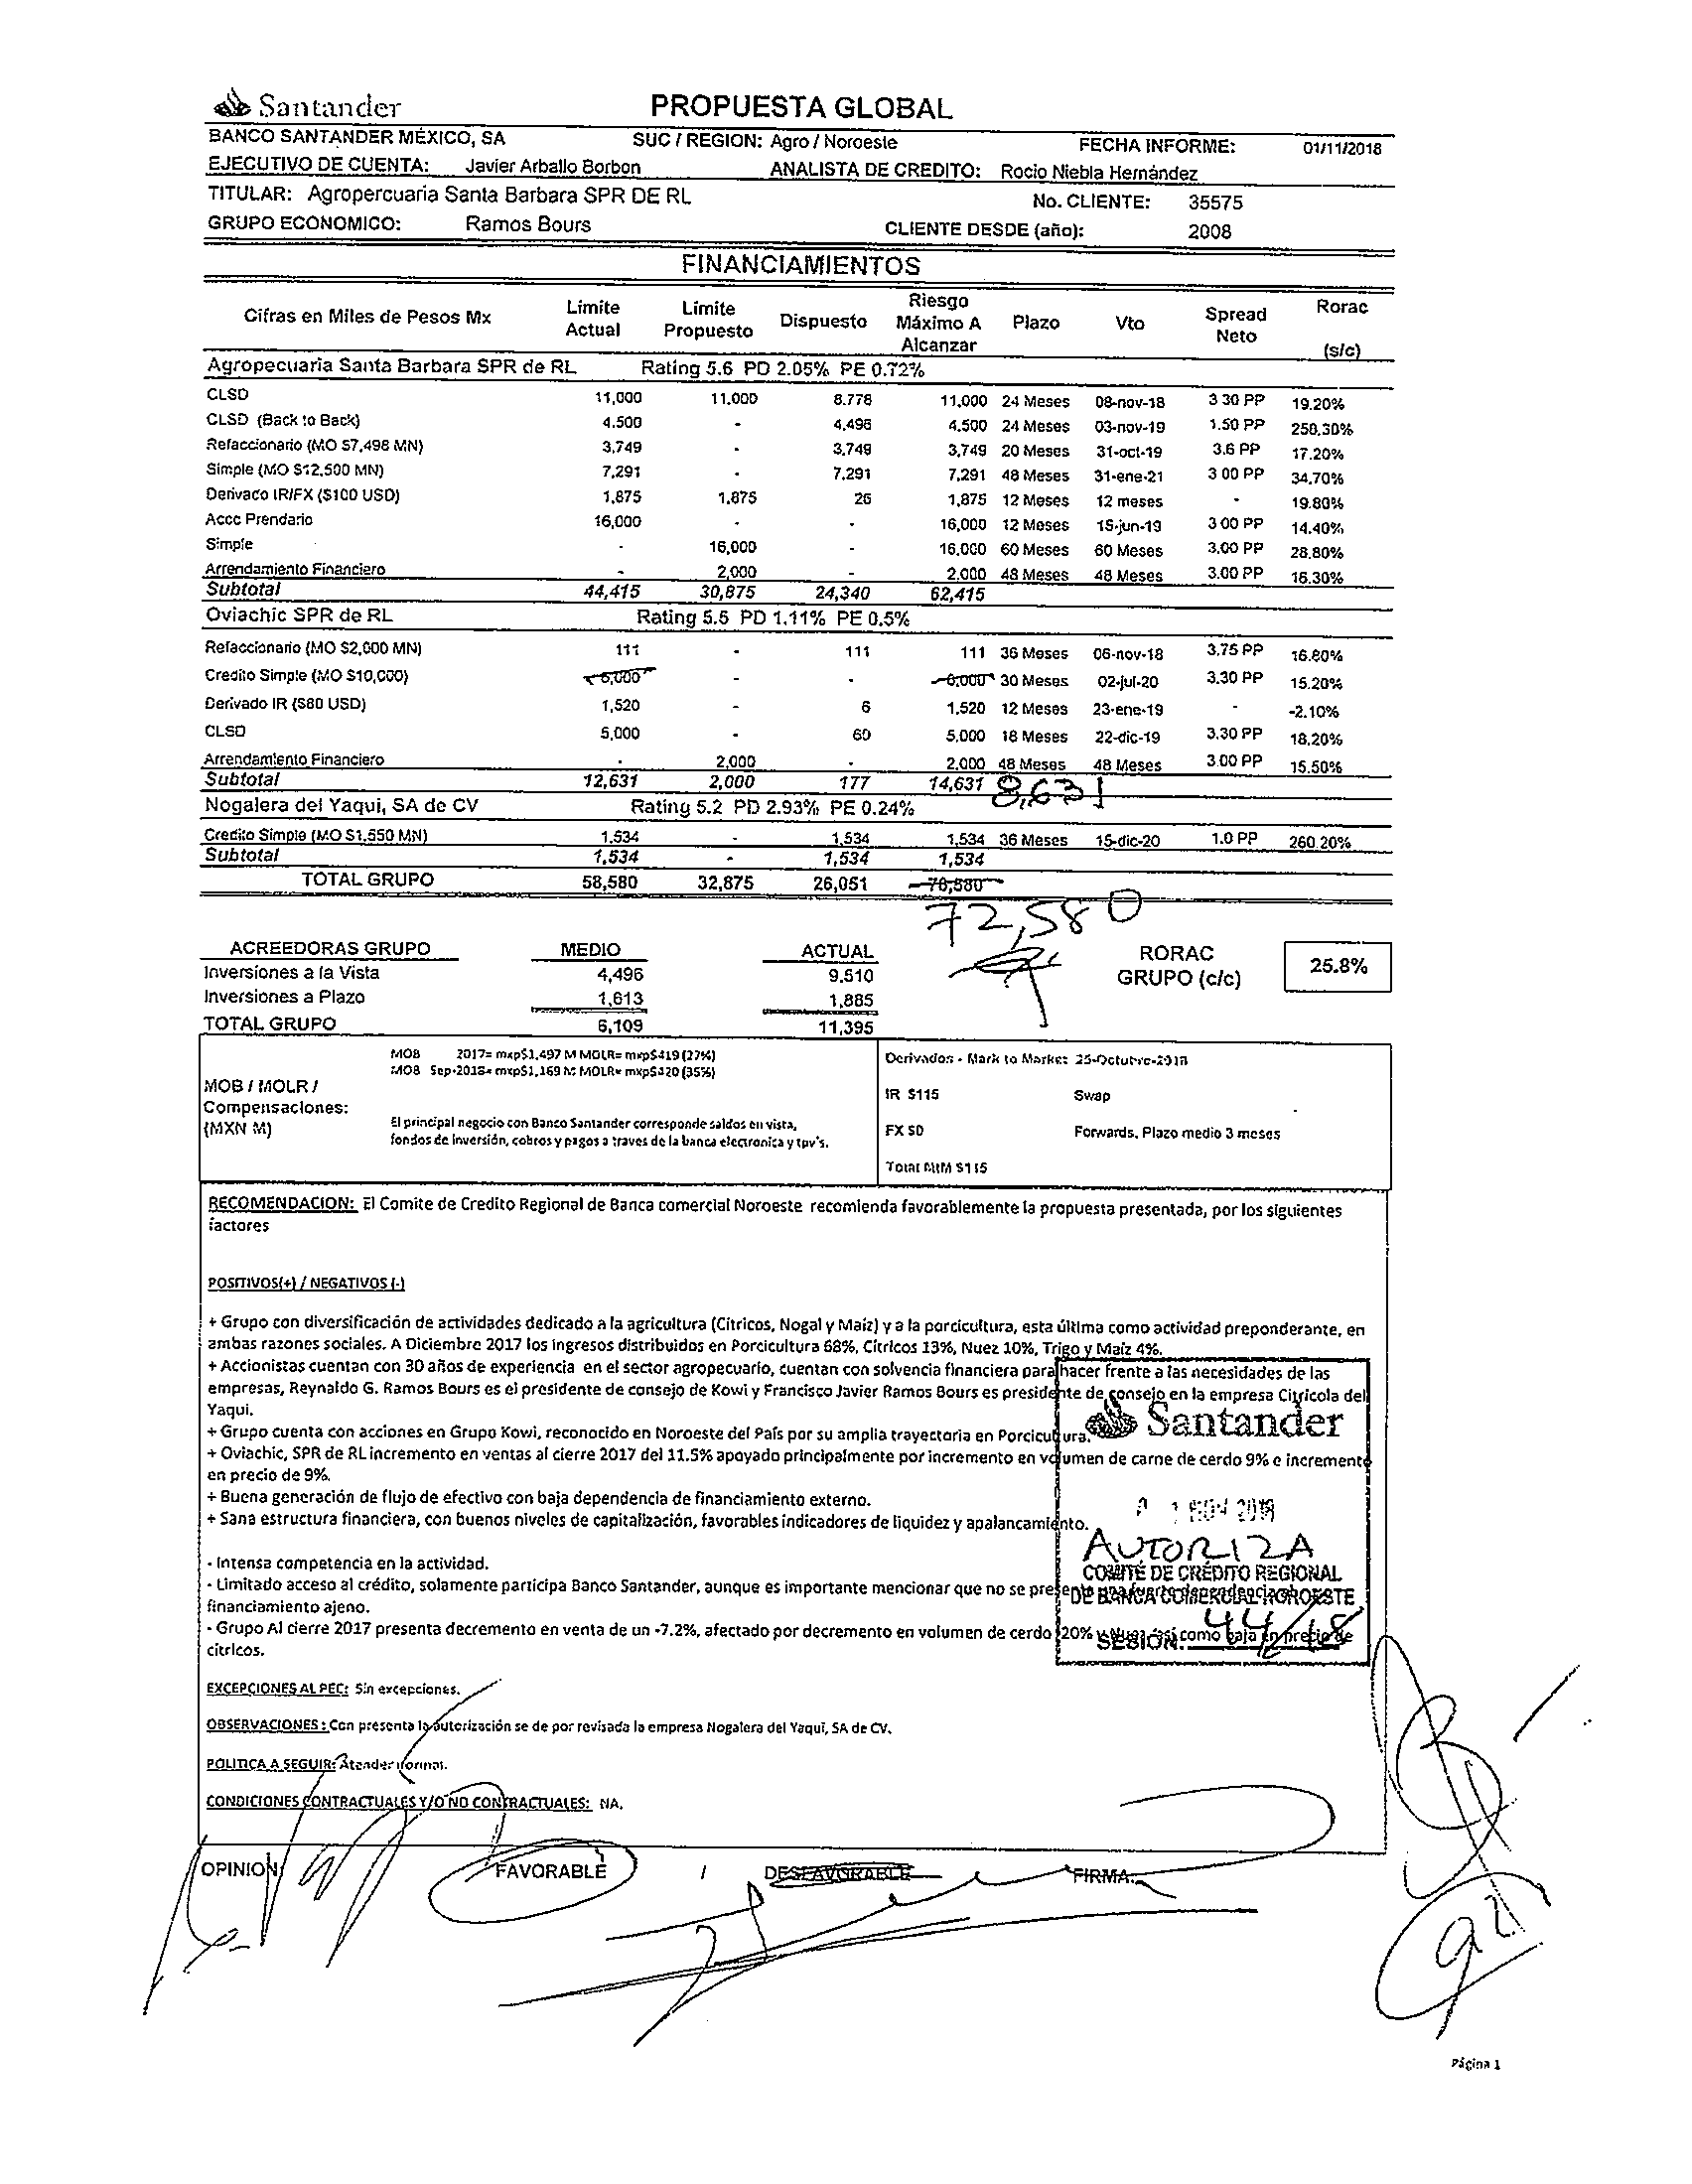 Santander PROPUESTA GLOBAL
BANCO SANTANDER MÉXICO, SA SUC / REGION: Agro / Noroeste FECHA INFORME: 01/11/2018
EJECUTIVO DE CUENTA: Javier Arballo Borbon ANALISTA DE CREDITO: Rocio Niebla Hernández
TITULAR: Agropercuaria Santa Barbara SPR DE RL No. CLIENTE: 35575
GRUPO ECONOMICO: Ramos Bours CLIENTE DESDE (año): 2008
FINANCIAMIENTOS
Cifras en Miles de Pesos Mx Límite Actual Límite Propuesto Dispuesto Riesgo Máximo A Alcanzar Plazo Vto Spread Neto Rorac (s/c)
Agropecuaria Santa Barbara SPR de RL Rating 5.6 PD 2.05% PE 0.72%
CLSD 11,000 11,000 8.778 11,000 24 Meses 08-nov-18 3 30 PP 19.20%
CLSD (Back to Back) 4.500 - 4,496 4.500 24 Meses 03-nov-19 1.50 PP 250,30%
Refaccionario (MO $7,498 MN) 3,749 - 3,749 3,749 20 Meses 31-oct-19 3.6 PP 17.20%
Simple (MO $12,500 MN) 7,291 - 7,291 7,291 48 Meses 31-ene-21 3 00 PP 34,70%
Derivaco IR/FX ($100 USD) 1,875 1,875 26 1,875 12 Meses 12 meses - 19.80%
Accc Prendario 16,000 - - 16,000 12 Meses 15-jun-19 3 00 PP 14.40%
Simple - 16,000 - 16,000 60 Meses 60 Meses 3,00 PP 28,80%
Arrendamiento Financiero - 2,000 - 2,000 48 Meses 48 Meses 3.00 PP 16.30%
Subtotal 44,415 30,875 24,340 62,415
Oviachic SPR de RL Rating 5.5 PD 1.11% PE 0.5%
Refaccionario (MO $2,000 MN) 111 - 111 111 36 Meses 06-nov-18 3.75 PP 16.80%
Credito Simple (MO $10,000) 6,000 - - 6,000 30 Meses 02-jul-20 3.30 PP 15.20%
Derivado IR ($80 USD) 1,520 - 6 1,520 12 Meses 23-ene-19 - -2.10%
CLSD 5,000 - 60 5,000 18 Meses 22-dic-19 3.30 PP 18,20%
Arrendamiento Financiero - 2,000 - 2,000 48 Meses 48 Meses 3.00 PP 15.50%
Subtotal 12,631 2,000 177 14,631 8,631
Nogalera del Yaqui, SA de CV Rating 5.2 PD 2.93% PE 0.24%
Credito Simple (MO $1,550 MN) 1,534 - 1,534 1,534 36 Meses 15-dic-20 1.0 PP 260.20%
Subtotal 1,534 - 1,534 1,534
TOTAL GRUPO 58,580 32,875 26,051 78,580
72,580
ACREEDORAS GRUPO MEDIO ACTUAL RORAC GRUPO (c/c) 25.8%
Inversiones a la Vista 4,496 9.510
Inversiones a Plazo 1,613 1,885
TOTAL GRUPO 6,109 11,395
MOB / MOLR / Compensaciones: (MXN M)
MOB 2017= mxp$1,497 M MOLR= mxp$419 (27%)
MOB Sep-2018= mxp$1,169 M MOLR= mxp$420 (35%)
El principal negocio con Banco Santander corresponde saldos en vista,
fondos de inversión, cobros y pagos a traves de la banca electronica y tpv's.
Derivados - Mark to Market 25-Octubre-2018
IR $115 Swap
FX $0 Forwards, Plazo medio 3 meses
Total MtM $115
RECOMENDACION: El Comite de Credito Regional de Banca comercial Noroeste recomienda favorablemente la propuesta presentada, por los siguientes
factores
POSITIVOS(+) / NEGATIVOS (-)
+ Grupo con diversificación de actividades dedicado a la agricultura (Citricos, Nogal y Maíz) y a la porcicultura, esta última como actividad preponderante, en
ambas razones sociales. A Diciembre 2017 los ingresos distribuidos en Porcicultura 68%, Citricos 13%, Nuez 10%, Trigo y Maíz 4%.
+ Accionistas cuentan con 30 años de experiencia en el sector agropecuario, cuentan con solvencia financiera para hacer frente a las necesidades de las
empresas, Reynaldo G. Ramos Bours es el presidente de consejo de Kowi y Francisco Javier Ramos Bours es presidente de consejo en la empresa Citricola del
Yaqui.
+ Grupo cuenta con acciones en Grupo Kowi, reconocido en Noroeste del País por su amplia trayectoria en Porcicultura.
+ Oviachic, SPR de RL incremento en ventas al cierre 2017 del 11.5% apoyado principalmente por incremento en volumen de carne de cerdo 9% e incremento
en precio de 9%.
+ Buena generación de flujo de efectivo con baja dependencia de financiamiento externo.
+ Sana estructura financiera, con buenos niveles de capitalización, favorables indicadores de liquidez y apalancamiento.
- Intensa competencia en la actividad.
- Limitado acceso al crédito, solamente participa Banco Santander, aunque es importante mencionar que no se presente una fuerte dependencia
financiamiento ajeno.
- Grupo Al cierre 2017 presenta decremento en venta de un -7.2%, afectado por decremento en volumen de cerdo 20% así como baja en precio de
citricos.
Santander
1 NOV 2018
AUTORIZA
COMITÉ DE CRÉDITO REGIONAL
DE BANCA COMERCIAL NOROESTE
SESION: 44/18
EXCEPCIONES AL PEC: Sin excepciones.
OBSERVACIONES: Con presenta la autorización se de por revisada la empresa Nogalera del Yaqui, SA de CV.
POLITICA A SEGUIR: Atender normal.
CONDICIONES CONTRACTUALES Y/O NO CONTRACTUALES: NA.
OPINION: FAVORABLE / DESFAVORABLE FIRMA:
Página 1